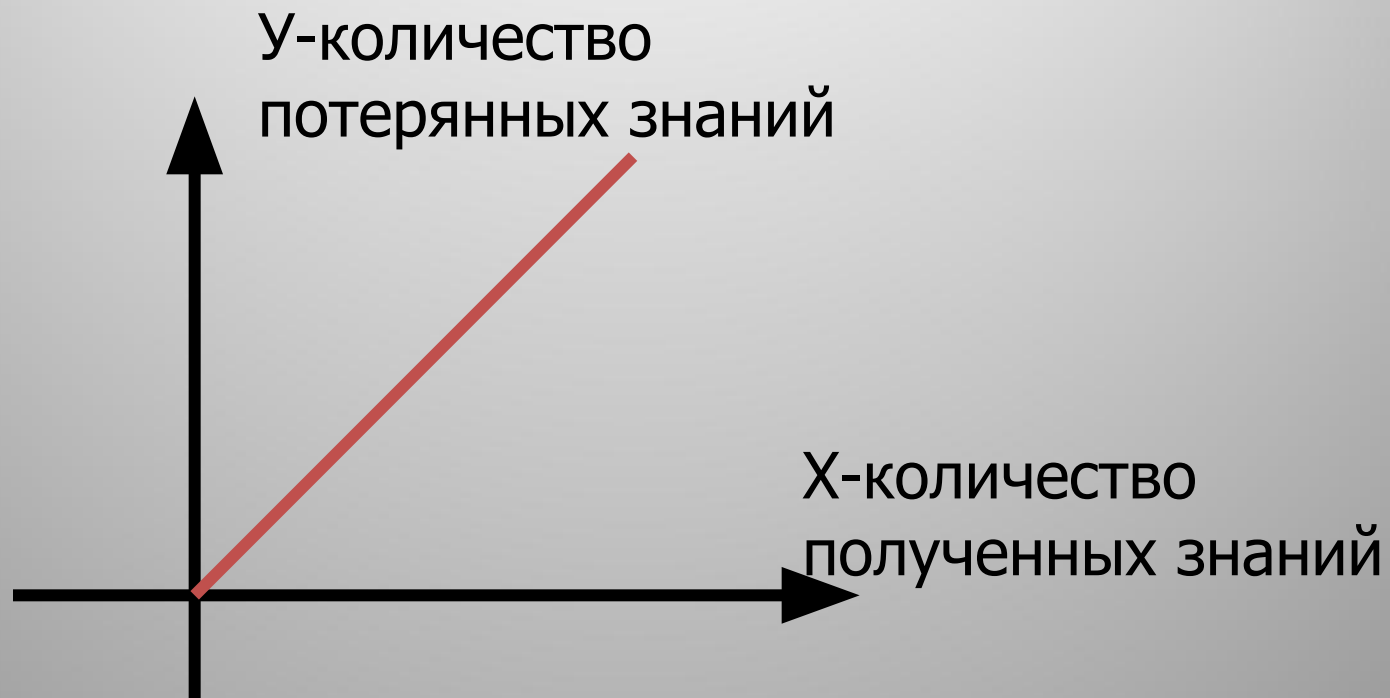 У-количество
потерянных знаний
Х-количество
полученных знаний